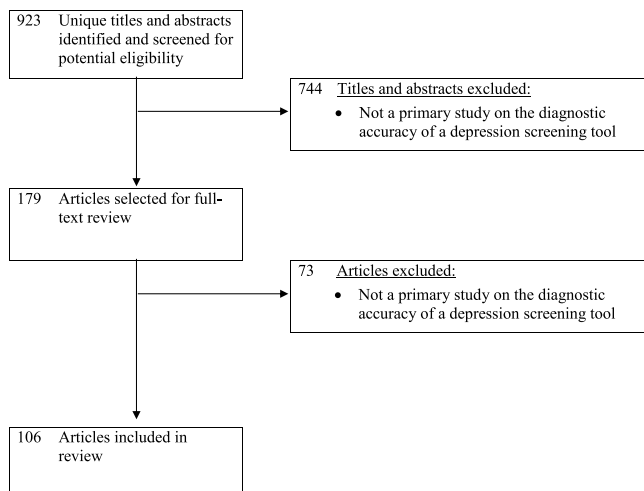 923 Unique titles and abstracts
identified and screened for
potential eligibility
744 Titles and abstracts excluded:
• Not a primary study on the diagnostic
accuracy of a depression screening tool
179 Articles selected for full-
text review
73 Articles excluded:
• Not a primary study on the diagnostic
accuracy of a depression screening tool
106 Articles included in
review